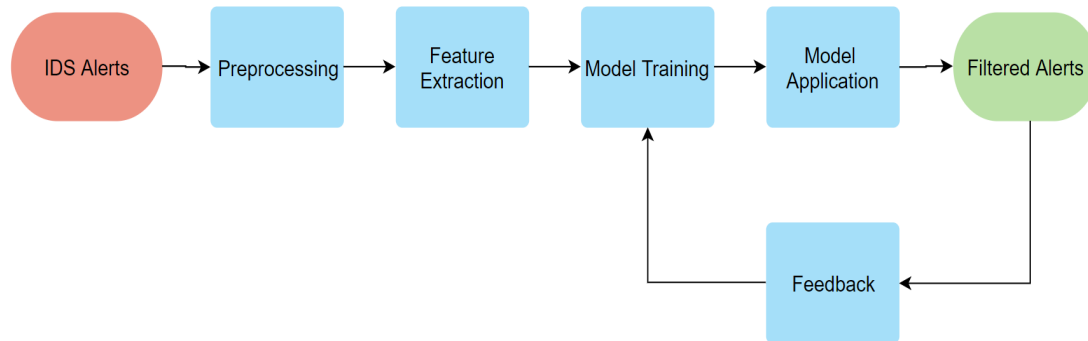 IDS Alerts
Preprocessing
Feature
Extraction
Model Training
Model
Application
Filtered Alerts
Feedback